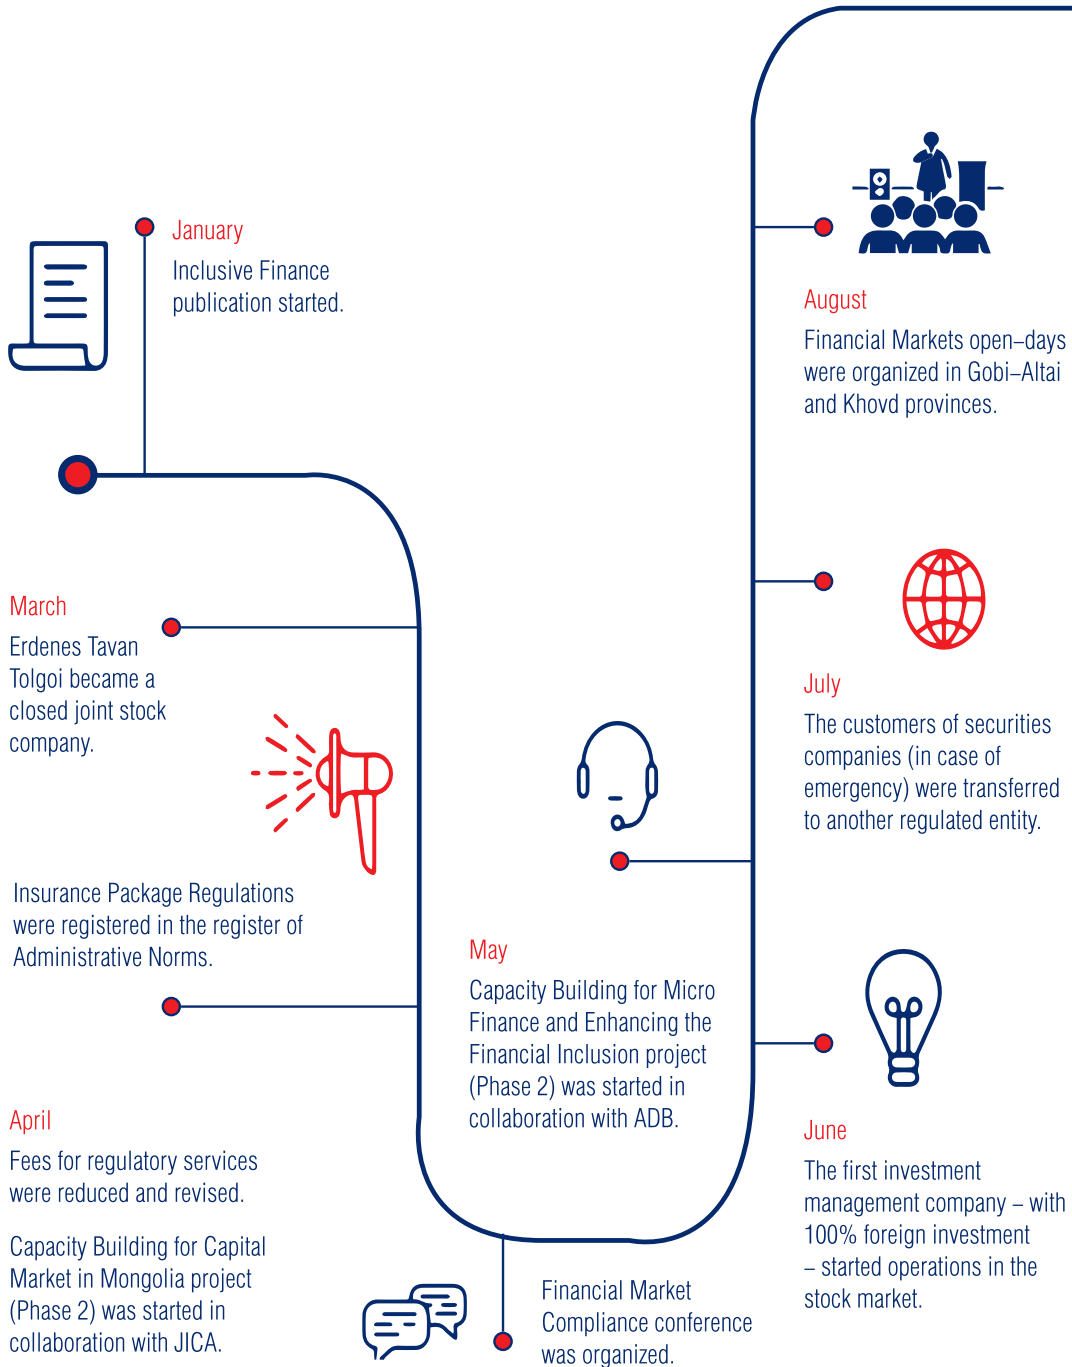 January
Inclusive Finance
publication started.
March
Erdenes Tavan
Tolgoi became a
closed joint stock
company.
Insurance Package Regulations
were registered in the register of
Administrative Norms.
April
Fees for regulatory services
were reduced and revised.
Capacity Building for Capital
Market in Mongolia project
(Phase 2) was started in
collaboration with JICA.
Financial Market
Compliance conference
was organized.
May
Capacity Building for Micro
Finance and Enhancing the
Financial Inclusion project
(Phase 2) was started in
collaboration with ADB.
June
The first investment
management company – with
100% foreign investment
– started operations in the
stock market.
July
The customers of securities
companies (in case of
emergency) were transferred
to another regulated entity.
August
Financial Markets open–days
were organized in Gobi–Altai
and Khovd provinces.